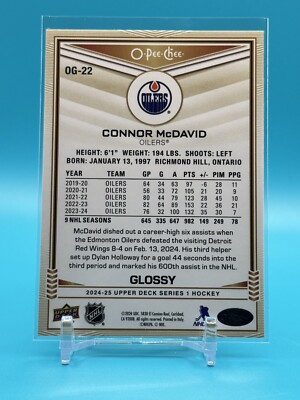 O-Pee-Chee
OG-22
OILERS
CONNOR McDAVID
OILERS®
HEIGHT: 6'1" WEIGHT: 194 LBS. SHOOTS: LEFT
BORN: JANUARY 13, 1997 RICHMOND HILL, ONTARIO
YEAR TEAM GP G A PTS +/- PIM PPG
2019-20 OILERS 64 34 63 97 -6 28 11
2020-21 OILERS 56 33 72 105 21 20 9
2021-22 OILERS 80 44 79 123 28 45 10
2022-23 OILERS 82 64 89 153 22 36 21
2023-24 OILERS 76 32 100 132 35 30 7
9 NHL SEASONS 645 335 647 982 149 291 78
McDavid dished out a career-high six assists when
the Edmonton Oilers defeated the visiting Detroit
Red Wings 8-4 on Feb. 13, 2024. His third helper
set up Dylan Holloway for a goal 44 seconds into
the third period and marked his 600th assist in the NHL.
GLOSSY
2024-25 UPPER DECK SERIES 1 HOCKEY
UPPER DECK
NHL